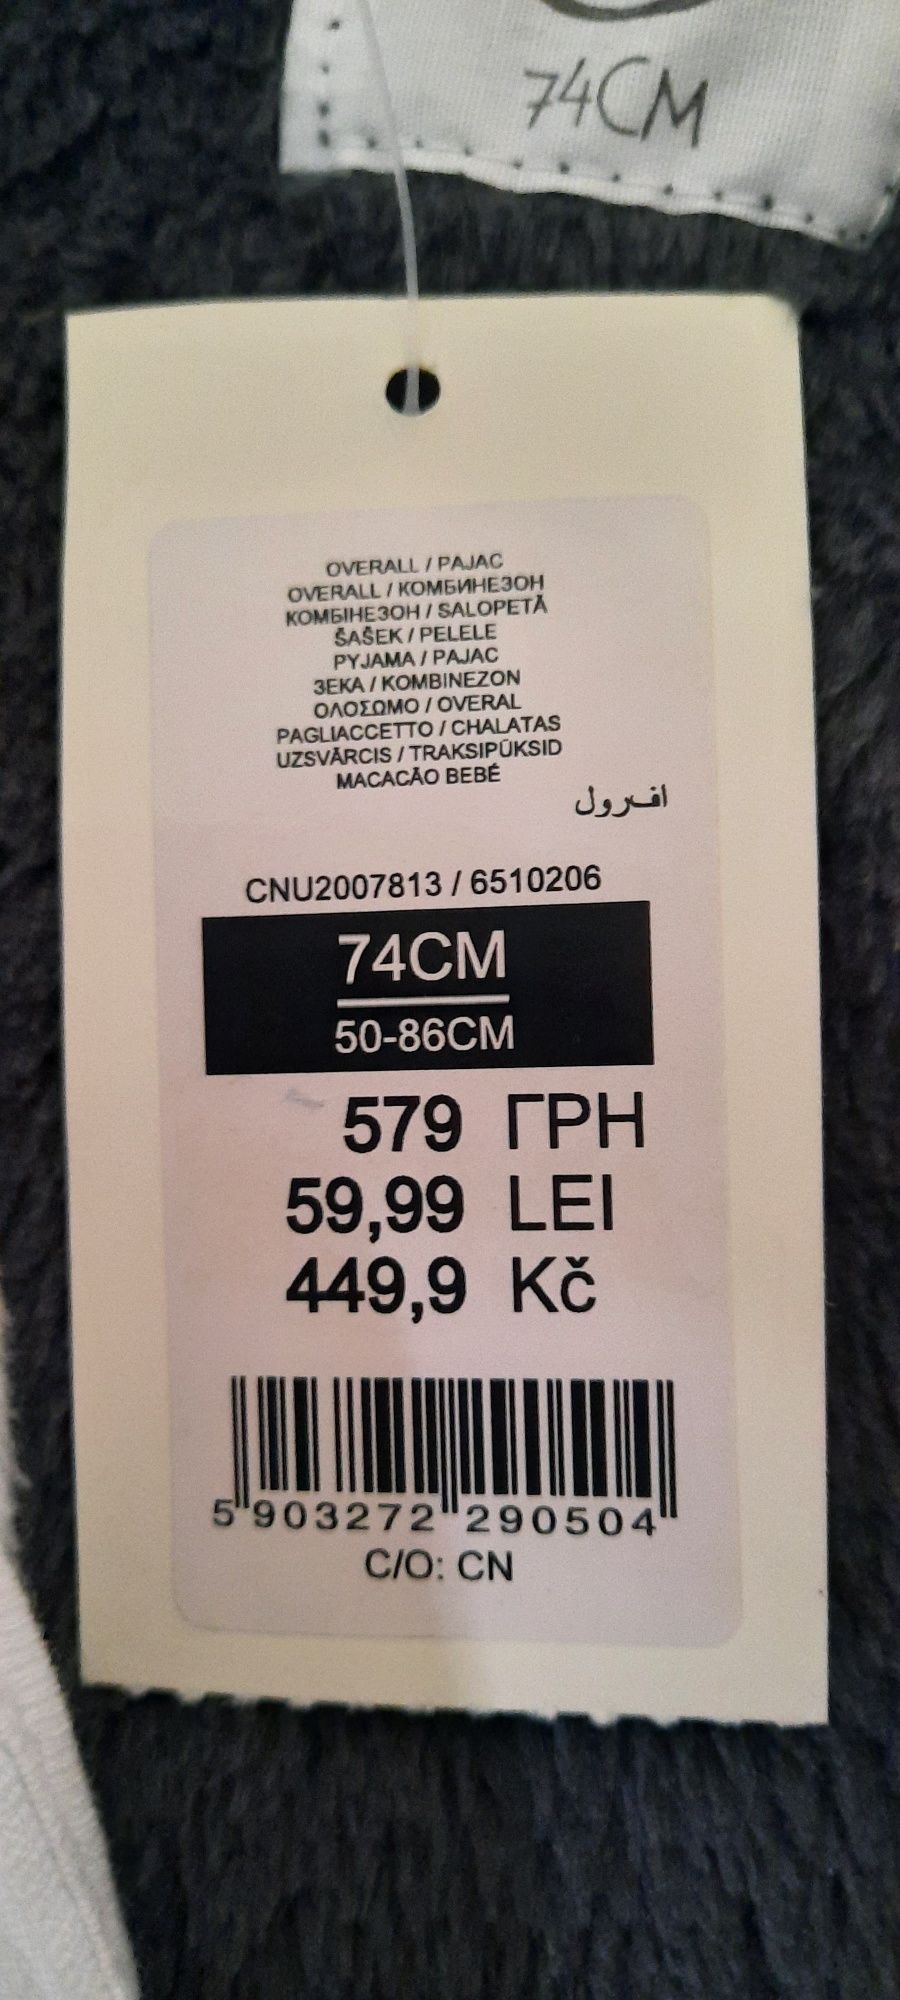 74CM
OVERALL / PAJAC
OVERALL / КОМБИНЕЗОН
КОМБІНЕЗОН / SALOPETĂ
ŠAŠEK / PELELE
PYJAMA / PAJAC
ЗЕКА / KOMBINEZON
ΟΛΟΣΩΜΟ / OVERAL
PAGLIACCETTO / CHALATAS
UZSVĀRCIS / TRAKSIPÜKSID
MACACÃO BEBÉ
افرول
CNU2007813 / 6510206
74CM
50-86CM
579 ГРН
59,99 LEI
449,9 Kč
5 903272 290504
C/O: CN